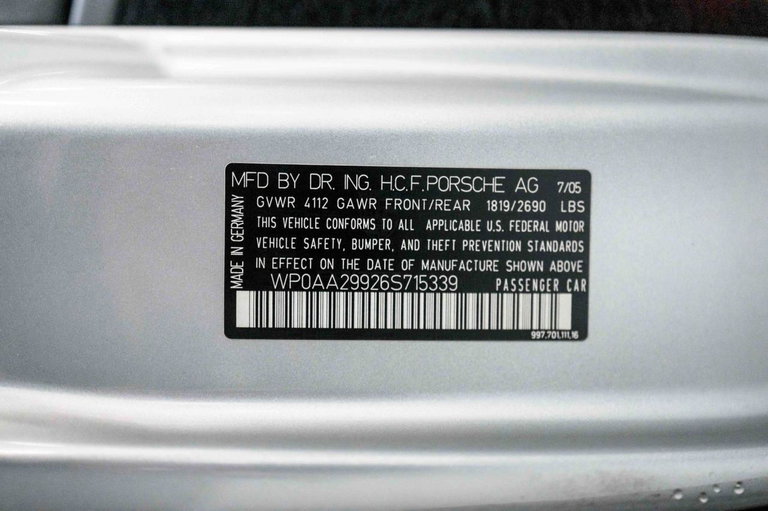 MFD BY DR. ING. H.C.F. PORSCHE AG 7/05
GVWR 4112 GAWR FRONT/REAR 1819/2690 LBS
THIS VEHICLE CONFORMS TO ALL APPLICABLE U.S. FEDERAL MOTOR
VEHICLE SAFETY, BUMPER, AND THEFT PREVENTION STANDARDS
IN EFFECT ON THE DATE OF MANUFACTURE SHOWN ABOVE
WP0AA29926S715339 PASSENGER CAR
997.701.111.16
MADE IN GERMANY